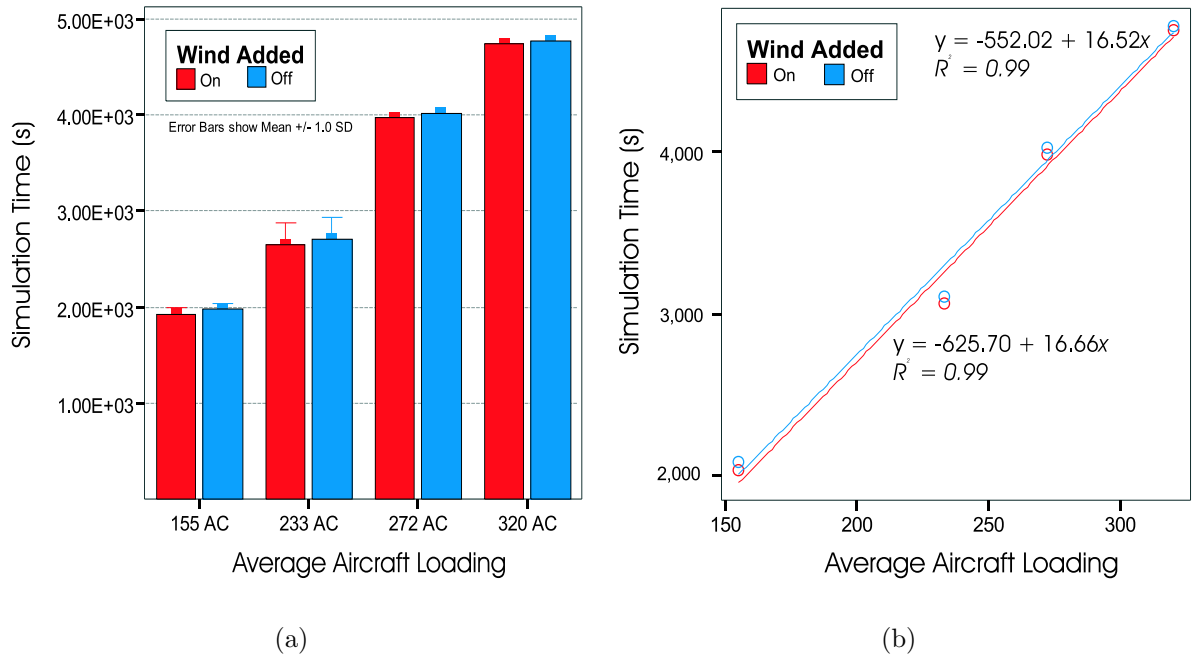 5.00E+03
4.00E+03
3.00E+03
2.00E+03
1.00E+03
Simulation Time (s)
Wind Added
On Off
Error Bars show Mean +/- 1.0 SD
155 AC 233 AC 272 AC 320 AC
Average Aircraft Loading
(a)
Wind Added
On Off
y = -552.02 + 16.52x
R² = 0.99
4,000
3,000
2,000
Simulation Time (s)
y = -625.70 + 16.66x
R² = 0.99
150 200 250 300
Average Aircraft Loading
(b)